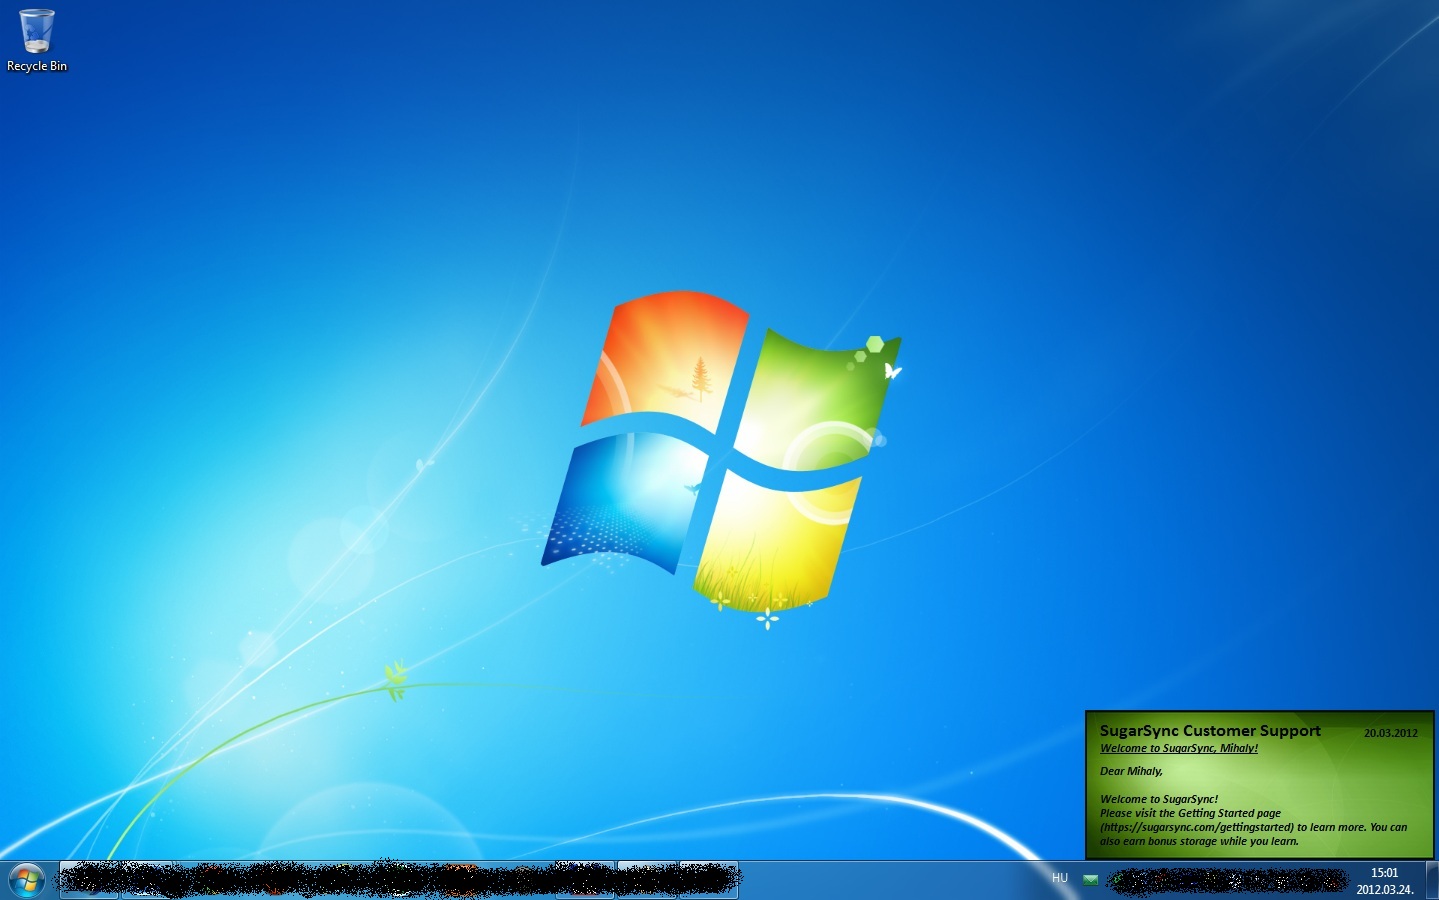 Recycle Bin
SugarSync Customer Support 20.03.2012
Welcome to SugarSync, Mihaly!
Dear Mihaly,
Welcome to SugarSync!
Please visit the Getting Started page
(https://sugarsync.com/gettingstarted) to learn more. You can
also earn bonus storage while you learn.
HU
15:01
2012.03.24.